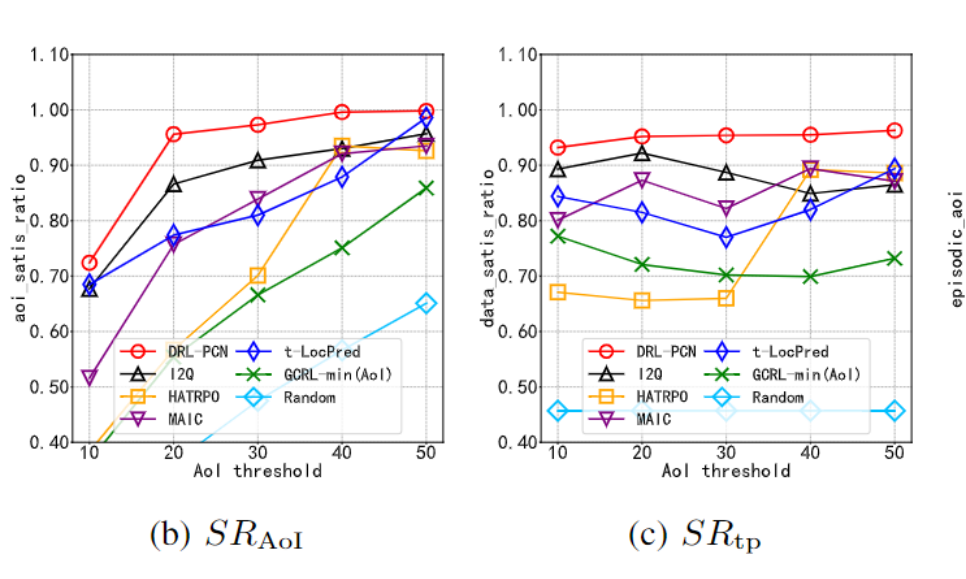 1.10
1.00
0.90
0.80
0.70
0.60
0.50
0.40
aoi_satis_ratio
DRL-PCN
I2Q
HATRPO
MAIC
t-LocPred
GCRL-min(AoI)
Random
10 20 30 40 50
AoI threshold
(b) SR_AoI
1.10
1.00
0.90
0.80
0.70
0.60
0.50
0.40
data_satis_ratio
DRL-PCN
I2Q
HATRPO
MAIC
t-LocPred
GCRL-min(AoI)
Random
10 20 30 40 50
AoI threshold
(c) SR_tp
episodic_aoi